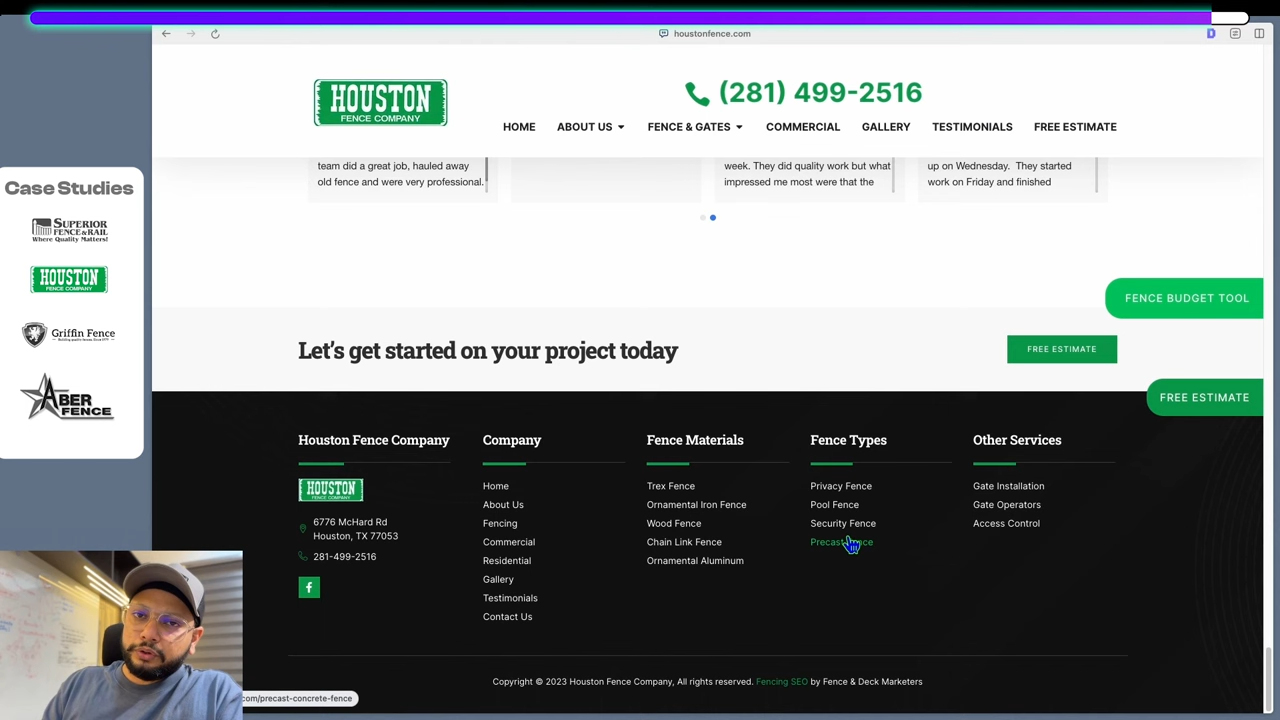 houstonfence.com
HOUSTON
FENCE COMPANY
(281) 499-2516
HOME
ABOUT US
FENCE & GATES
COMMERCIAL
GALLERY
TESTIMONIALS
FREE ESTIMATE
Case Studies
SUPERIOR
FENCE & RAIL
Where Quality Matters!
HOUSTON
FENCE COMPANY
Griffin Fence
ABER
FENCE
team did a great job, hauled away
old fence and were very professional.
week. They did quality work but what
impressed me most were that the
up on Wednesday. They started
work on Friday and finished
FENCE BUDGET TOOL
Let's get started on your project today
FREE ESTIMATE
FREE ESTIMATE
Houston Fence Company
HOUSTON
FENCE COMPANY
6776 McHard Rd
Houston, TX 77053
281-499-2516
Company
Home
About Us
Fencing
Commercial
Residential
Gallery
Testimonials
Contact Us
Fence Materials
Trex Fence
Ornamental Iron Fence
Wood Fence
Chain Link Fence
Ornamental Aluminum
Fence Types
Privacy Fence
Pool Fence
Security Fence
Precast Fence
Other Services
Gate Installation
Gate Operators
Access Control
Copyright © 2023 Houston Fence Company, All rights reserved. Fencing SEO by Fence & Deck Marketers
com/precast-concrete-fence